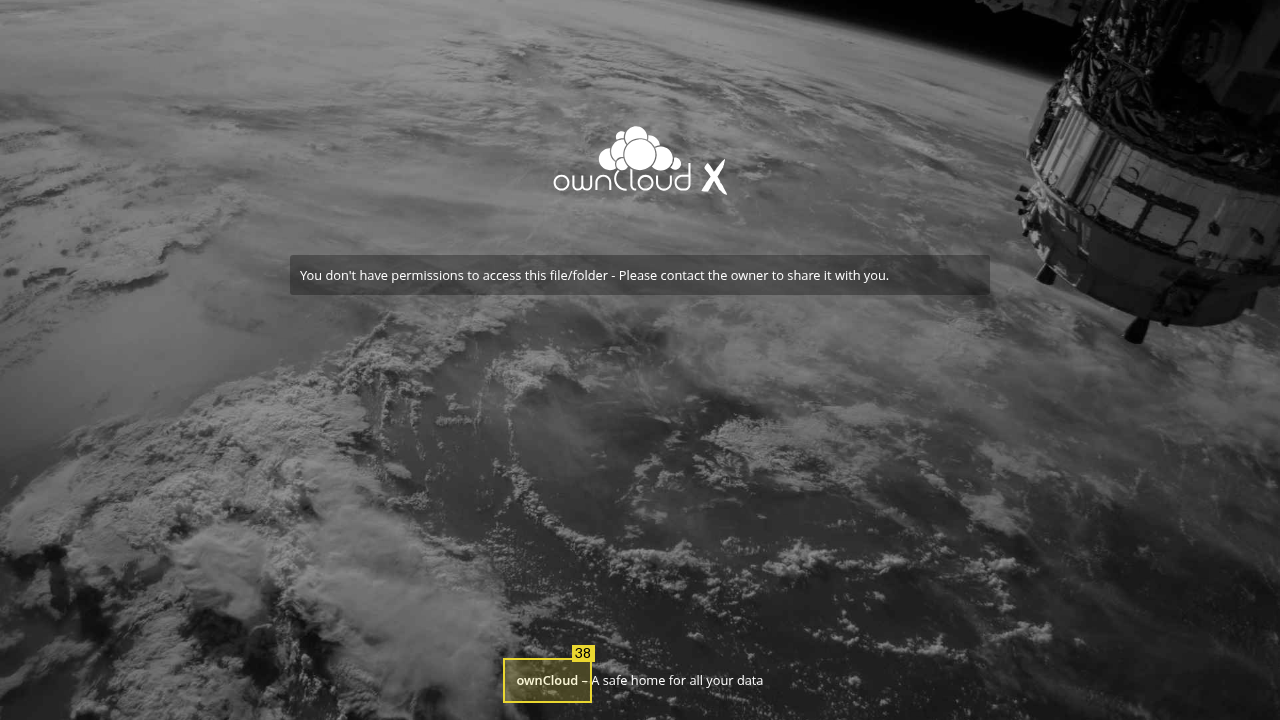 ownCloud X
You don't have permissions to access this file/folder - Please contact the owner to share it with you.
38
ownCloud – A safe home for all your data